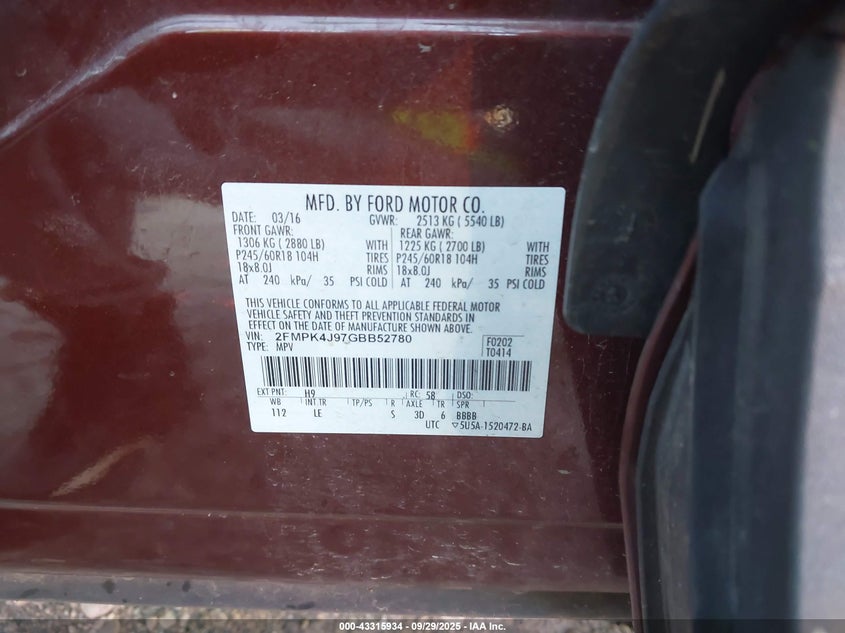 MFD. BY FORD MOTOR CO.
DATE: 03/16 GVWR: 2513 KG ( 5540 LB)
FRONT GAWR: REAR GAWR:
1306 KG ( 2880 LB) WITH 1225 KG ( 2700 LB) WITH
P245/60R18 104H TIRES P245/60R18 104H TIRES
18x8.0J RIMS 18x8.0J RIMS
AT 240 kPa/ 35 PSI COLD AT 240 kPa/ 35 PSI COLD
THIS VEHICLE CONFORMS TO ALL APPLICABLE FEDERAL MOTOR
VEHICLE SAFETY AND THEFT PREVENTION STANDARDS IN
EFFECT ON THE DATE OF MANUFACTURE SHOWN ABOVE.
VIN: 2FMPK4J97GBB52780 F0202
TYPE: MPV T0414
EXT PNT: H9 RC: 58 DSO:
WB INT TR TP/PS R AXLE TR SPR
112 LE S 3D 6 BBBB
UTC ▽5U5A-1520472-BA
000-43315934 - 09/29/2025 - IAA Inc.